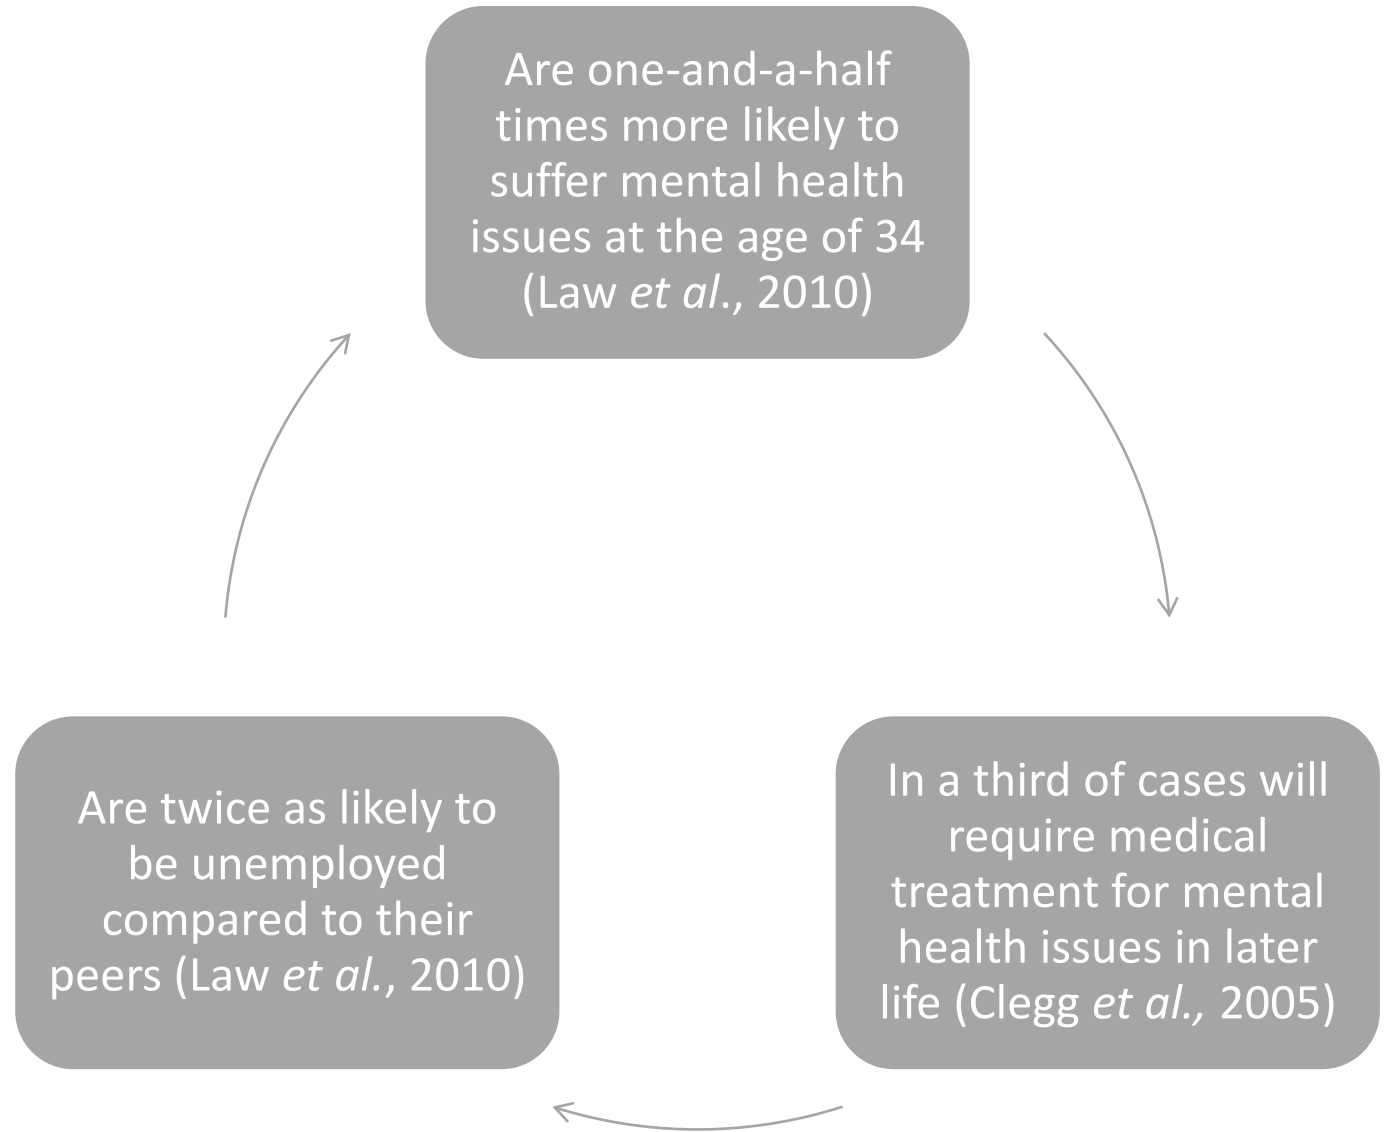 Are one-and-a-half
times more likely to
suffer mental health
issues at the age of 34
(Law et al., 2010)
In a third of cases will
require medical
treatment for mental
health issues in later
life (Clegg et al., 2005)
Are twice as likely to
be unemployed
compared to their
peers (Law et al., 2010)